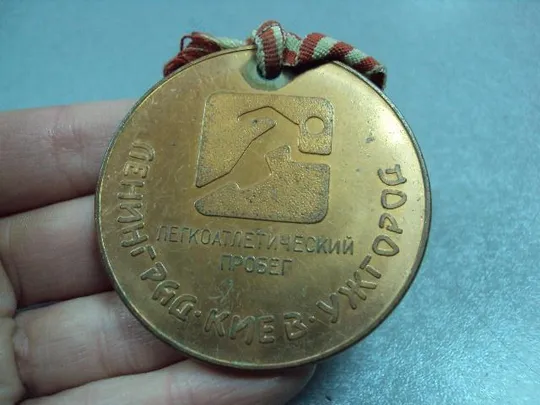 ЛЕГКОАТЛЕТИЧЕСКИЙ
ПРОБЕГ
ЛЕНИНГРАД·КИЕВ·УЖГОРОД